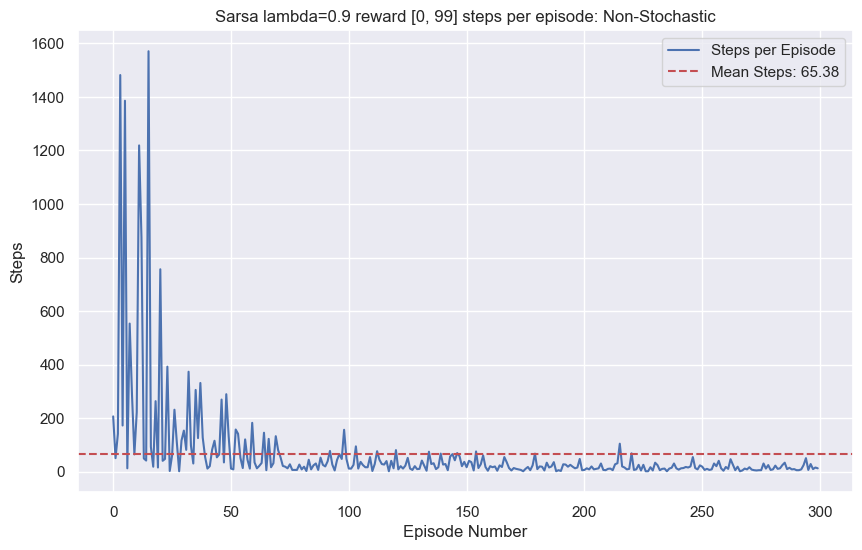 Sarsa lambda=0.9 reward [0, 99] steps per episode: Non-Stochastic
Steps per Episode
Mean Steps: 65.38
1600
1400
1200
1000
800
600
400
200
0
Steps
0 50 100 150 200 250 300
Episode Number